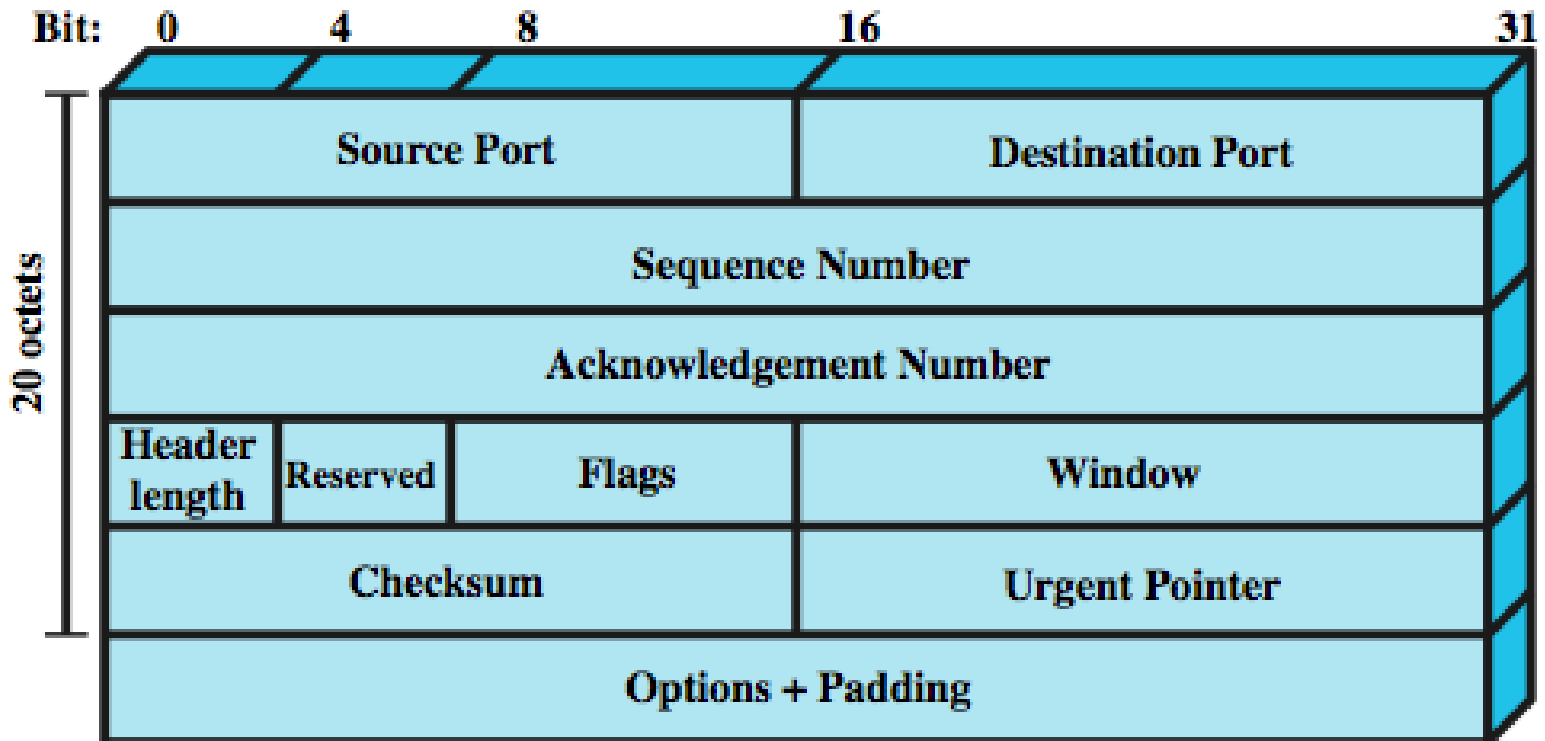 Bit: 0 4 8 16 31
Source Port
Destination Port
Sequence Number
20 octets
Acknowledgement Number
Header
length
Reserved
Flags
Window
Checksum
Urgent Pointer
Options + Padding